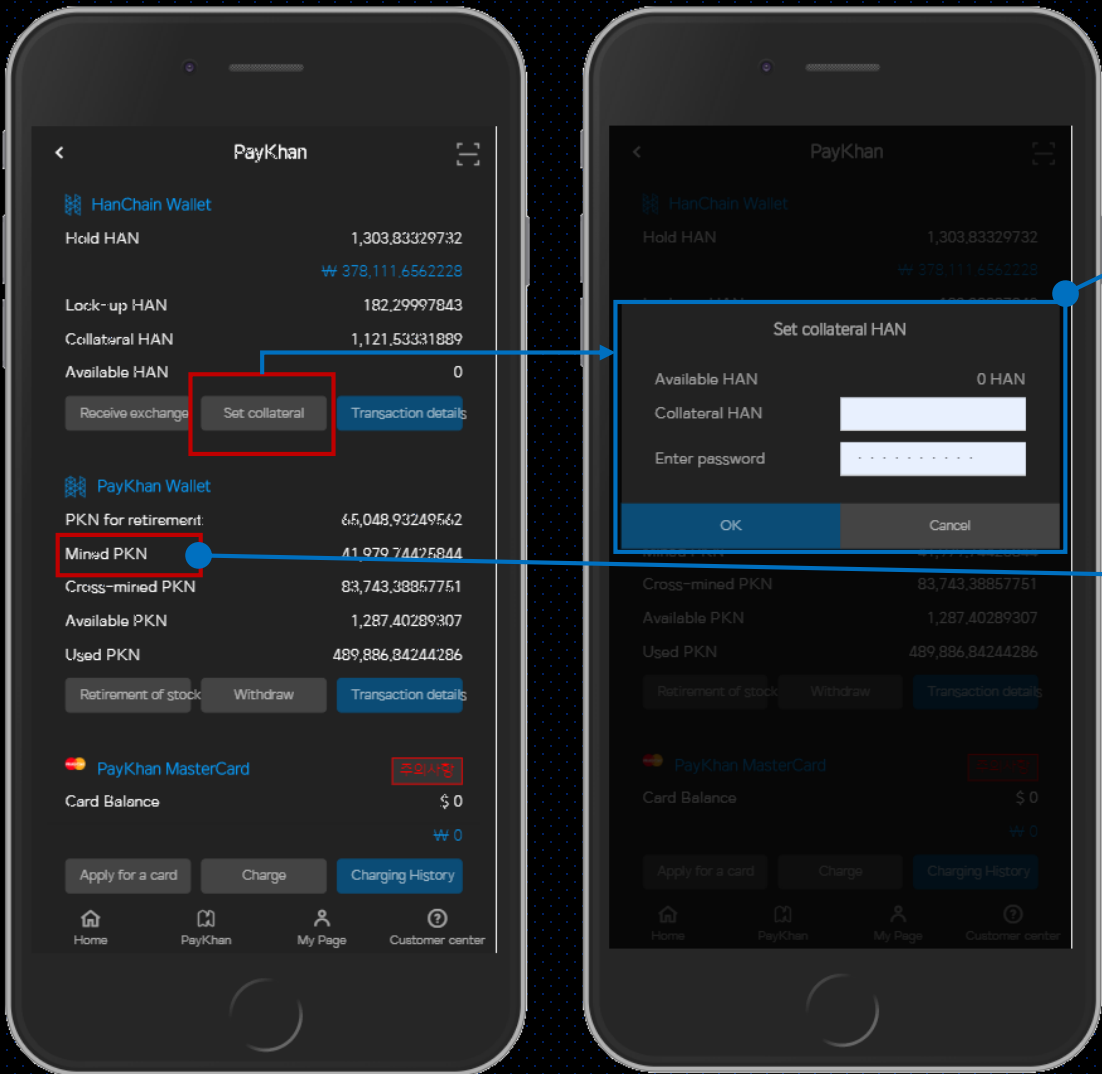 PayKhan
HanChain Wallet
Hold HAN 1,303,83329732
₩ 378,111,6562228
Lock-up HAN 182,29997843
Collateral HAN 1,121,53331889
Available HAN 0
Receive exchange Set collateral Transaction details
PayKhan Wallet
PKN for retirement 65,048,93249562
Mined PKN 41,979,74425844
Cross-mined PKN 83,743,38857751
Available PKN 1,287,40289307
Used PKN 489,886,84244286
Retirement of stock Withdraw Transaction details
PayKhan MasterCard 주의사항
Card Balance $ 0
₩ 0
Apply for a card Charge Charging History
Home PayKhan My Page Customer center
PayKhan
HanChain Wallet
Hold HAN 1,303,83329732
₩ 378,111,6562228
Set collateral HAN
Available HAN 0 HAN
Collateral HAN
Enter password
OK Cancel
Cross-mined PKN 83,743,38857751
Available PKN 1,287,40289307
Used PKN 489,886,84244286
Retirement of stock Withdraw Transaction details
PayKhan MasterCard
Card Balance $ 0
₩ 0
Apply for a card Charge Charging History
Home PayKhan My Page Customer center